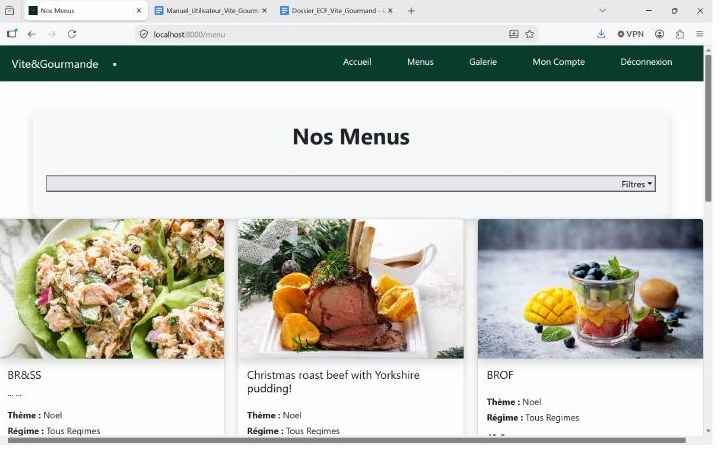 Nos Menus
Manuel_Utilisateur_Vite_Gourm
Dossier_ECF_Vite_Gourmand -
localhost:8000/menu
VPN
Vite&Gourmande
Accueil
Menus
Galerie
Mon Compte
Déconnexion
Nos Menus
Filtres
BR&SS
... ...
Thème : Noel
Régime : Tous Regimes
Christmas roast beef with Yorkshire
pudding!
Thème : Noel
Régime : Tous Regimes
BROF
Thème : Noel
Régime : Tous Regimes